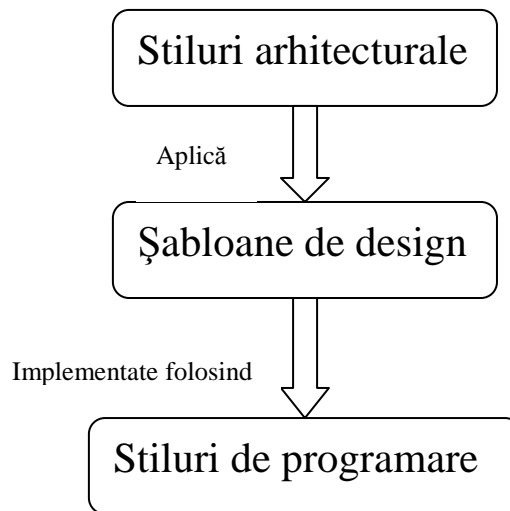 Stiluri arhitecturale
Aplică
Şabloane de design
Implementate folosind
Stiluri de programare